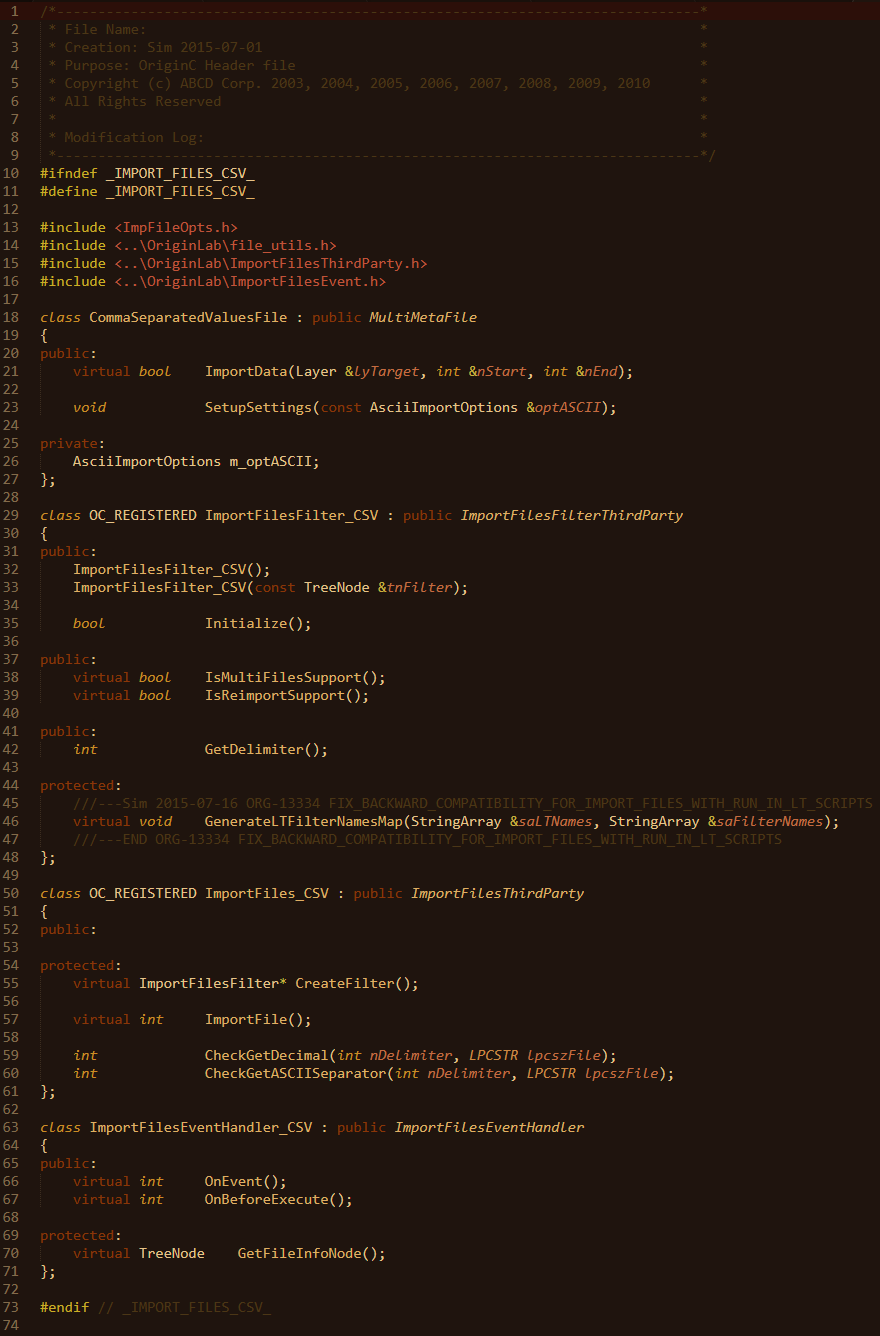 1 /*------------------------------------------------------------------------------*
2 * File Name: *
3 * Creation: Sim 2015-07-01 *
4 * Purpose: OriginC Header file *
5 * Copyright (c) ABCD Corp. 2003, 2004, 2005, 2006, 2007, 2008, 2009, 2010 *
6 * All Rights Reserved *
7 * *
8 * Modification Log: *
9 *------------------------------------------------------------------------------*/
10 #ifndef _IMPORT_FILES_CSV_
11 #define _IMPORT_FILES_CSV_
12
13 #include <ImpFileOpts.h>
14 #include <..\OriginLab\file_utils.h>
15 #include <..\OriginLab\ImportFilesThirdParty.h>
16 #include <..\OriginLab\ImportFilesEvent.h>
17
18 class CommaSeparatedValuesFile : public MultiMetaFile
19 {
20 public:
21 virtual bool ImportData(Layer &lyTarget, int &nStart, int &nEnd);
22
23 void SetupSettings(const AsciiImportOptions &optASCII);
24
25 private:
26 AsciiImportOptions m_optASCII;
27 };
28
29 class OC_REGISTERED ImportFilesFilter_CSV : public ImportFilesFilterThirdParty
30 {
31 public:
32 ImportFilesFilter_CSV();
33 ImportFilesFilter_CSV(const TreeNode &tnFilter);
34
35 bool Initialize();
36
37 public:
38 virtual bool IsMultiFilesSupport();
39 virtual bool IsReimportSupport();
40
41 public:
42 int GetDelimiter();
43
44 protected:
45 ///---Sim 2015-07-16 ORG-13334 FIX_BACKWARD_COMPATIBILITY_FOR_IMPORT_FILES_WITH_RUN_IN_LT_SCRIPTS
46 virtual void GenerateLTFilterNamesMap(StringArray &saLTNames, StringArray &saFilterNames);
47 ///---END ORG-13334 FIX_BACKWARD_COMPATIBILITY_FOR_IMPORT_FILES_WITH_RUN_IN_LT_SCRIPTS
48 };
49
50 class OC_REGISTERED ImportFiles_CSV : public ImportFilesThirdParty
51 {
52 public:
53
54 protected:
55 virtual ImportFilesFilter* CreateFilter();
56
57 virtual int ImportFile();
58
59 int CheckGetDecimal(int nDelimiter, LPCSTR lpcszFile);
60 int CheckGetASCIISeparator(int nDelimiter, LPCSTR lpcszFile);
61 };
62
63 class ImportFilesEventHandler_CSV : public ImportFilesEventHandler
64 {
65 public:
66 virtual int OnEvent();
67 virtual int OnBeforeExecute();
68
69 protected:
70 virtual TreeNode GetFileInfoNode();
71 };
72
73 #endif // _IMPORT_FILES_CSV_
74